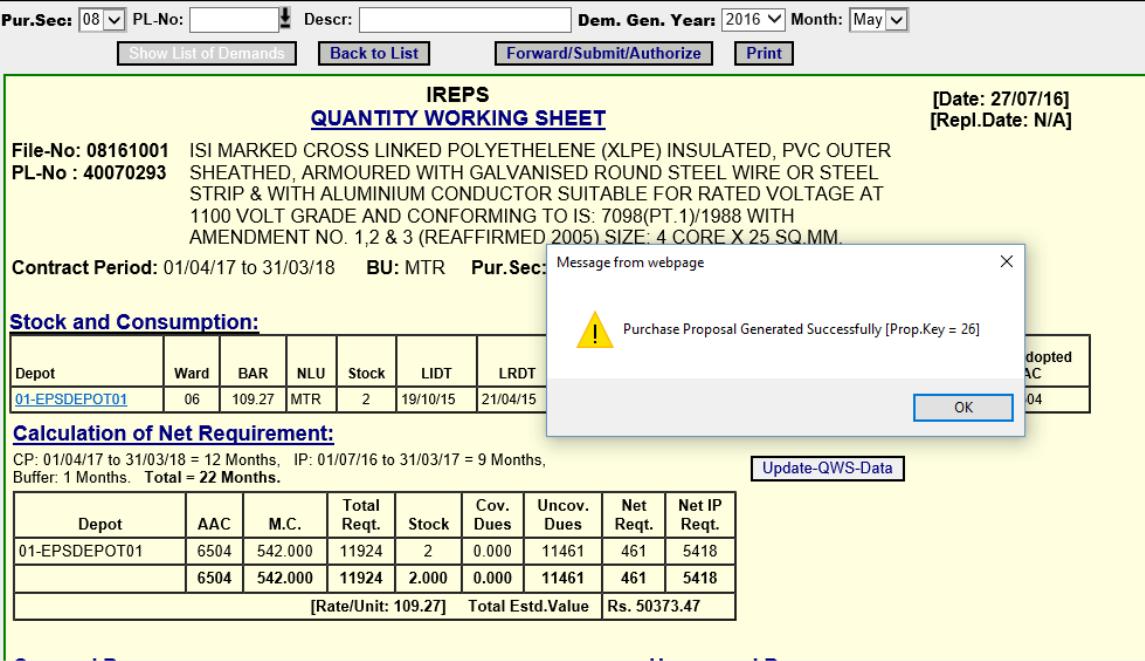 Pur.Sec: 08 PL-No: Descr: Dem. Gen. Year: 2016 Month: May
Show List of Demands Back to List Forward/Submit/Authorize Print
IREPS
QUANTITY WORKING SHEET
[Date: 27/07/16]
[Repl.Date: N/A]
File-No: 08161001
PL-No : 40070293
ISI MARKED CROSS LINKED POLYETHELENE (XLPE) INSULATED, PVC OUTER
SHEATHED, ARMOURED WITH GALVANISED ROUND STEEL WIRE OR STEEL
STRIP & WITH ALUMINIUM CONDUCTOR SUITABLE FOR RATED VOLTAGE AT
1100 VOLT GRADE AND CONFORMING TO IS: 7098(PT.1)/1988 WITH
AMENDMENT NO. 1,2 & 3 (REAFFIRMED 2005) SIZE: 4 CORE X 25 SQ.MM.
Contract Period: 01/04/17 to 31/03/18 BU: MTR Pur.Sec:
Message from webpage
Purchase Proposal Generated Successfully [Prop.Key = 26]
OK
Stock and Consumption:
Depot Ward BAR NLU Stock LIDT LRDT
01-EPSDEPOT01 06 109.27 MTR 2 19/10/15 21/04/15
Calculation of Net Requirement:
CP: 01/04/17 to 31/03/18 = 12 Months, IP: 01/07/16 to 31/03/17 = 9 Months,
Buffer: 1 Months. Total = 22 Months.
Update-QWS-Data
Depot AAC M.C. Total Reqt. Stock Cov. Dues Uncov. Dues Net Reqt. Net IP Reqt.
01-EPSDEPOT01 6504 542.000 11924 2 0.000 11461 461 5418
6504 542.000 11924 2.000 0.000 11461 461 5418
[Rate/Unit: 109.27] Total Estd.Value Rs. 50373.47